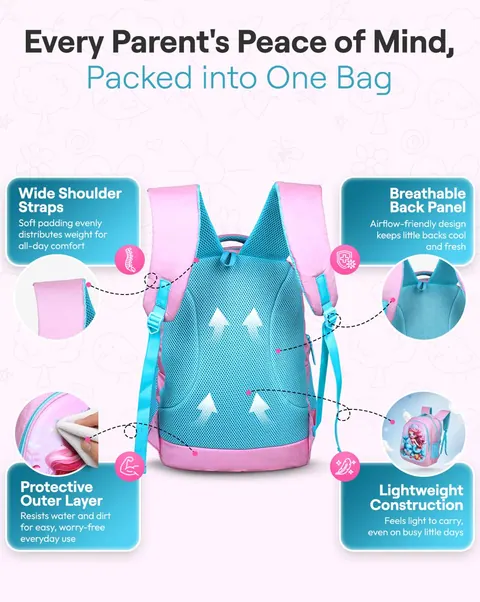 Every Parent's Peace of Mind,
Packed into One Bag
Wide Shoulder
Straps
Soft padding evenly
distributes weight for
all-day comfort
Breathable
Back Panel
Airflow-friendly design
keeps little backs cool
and fresh
Protective
Outer Layer
Resists water and dirt
for easy, worry-free
everyday use
Lightweight
Construction
Feels light to carry,
even on busy little days